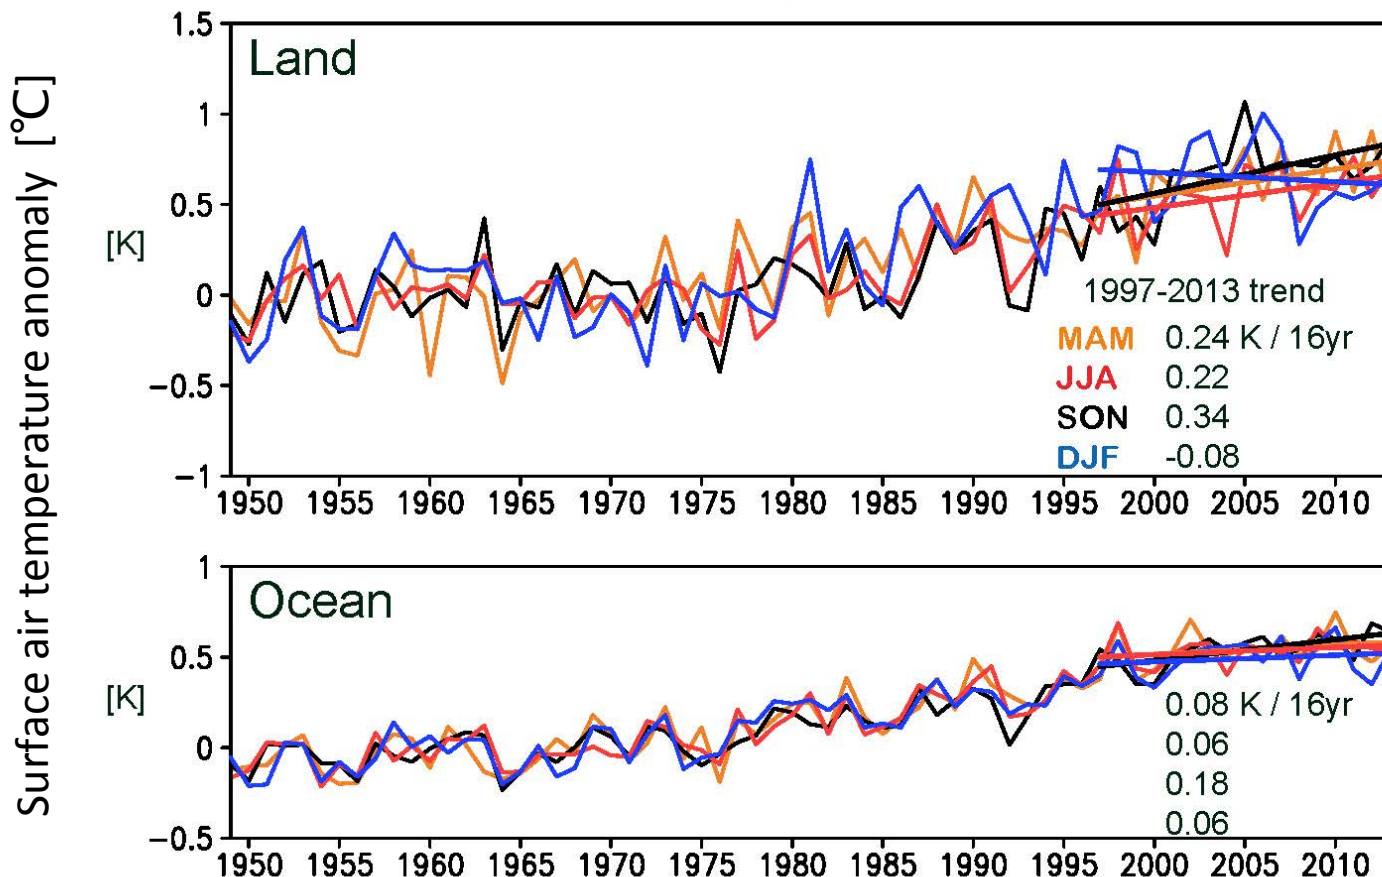 Surface air temperature anomaly [℃]
Land
[K]
1.5
1
0.5
0
−0.5
−1
1997-2013 trend
MAM 0.24 K / 16yr
JJA 0.22
SON 0.34
DJF -0.08
1950 1955 1960 1965 1970 1975 1980 1985 1990 1995 2000 2005 2010
Ocean
[K]
1
0.5
0
−0.5
0.08 K / 16yr
0.06
0.18
0.06
1950 1955 1960 1965 1970 1975 1980 1985 1990 1995 2000 2005 2010